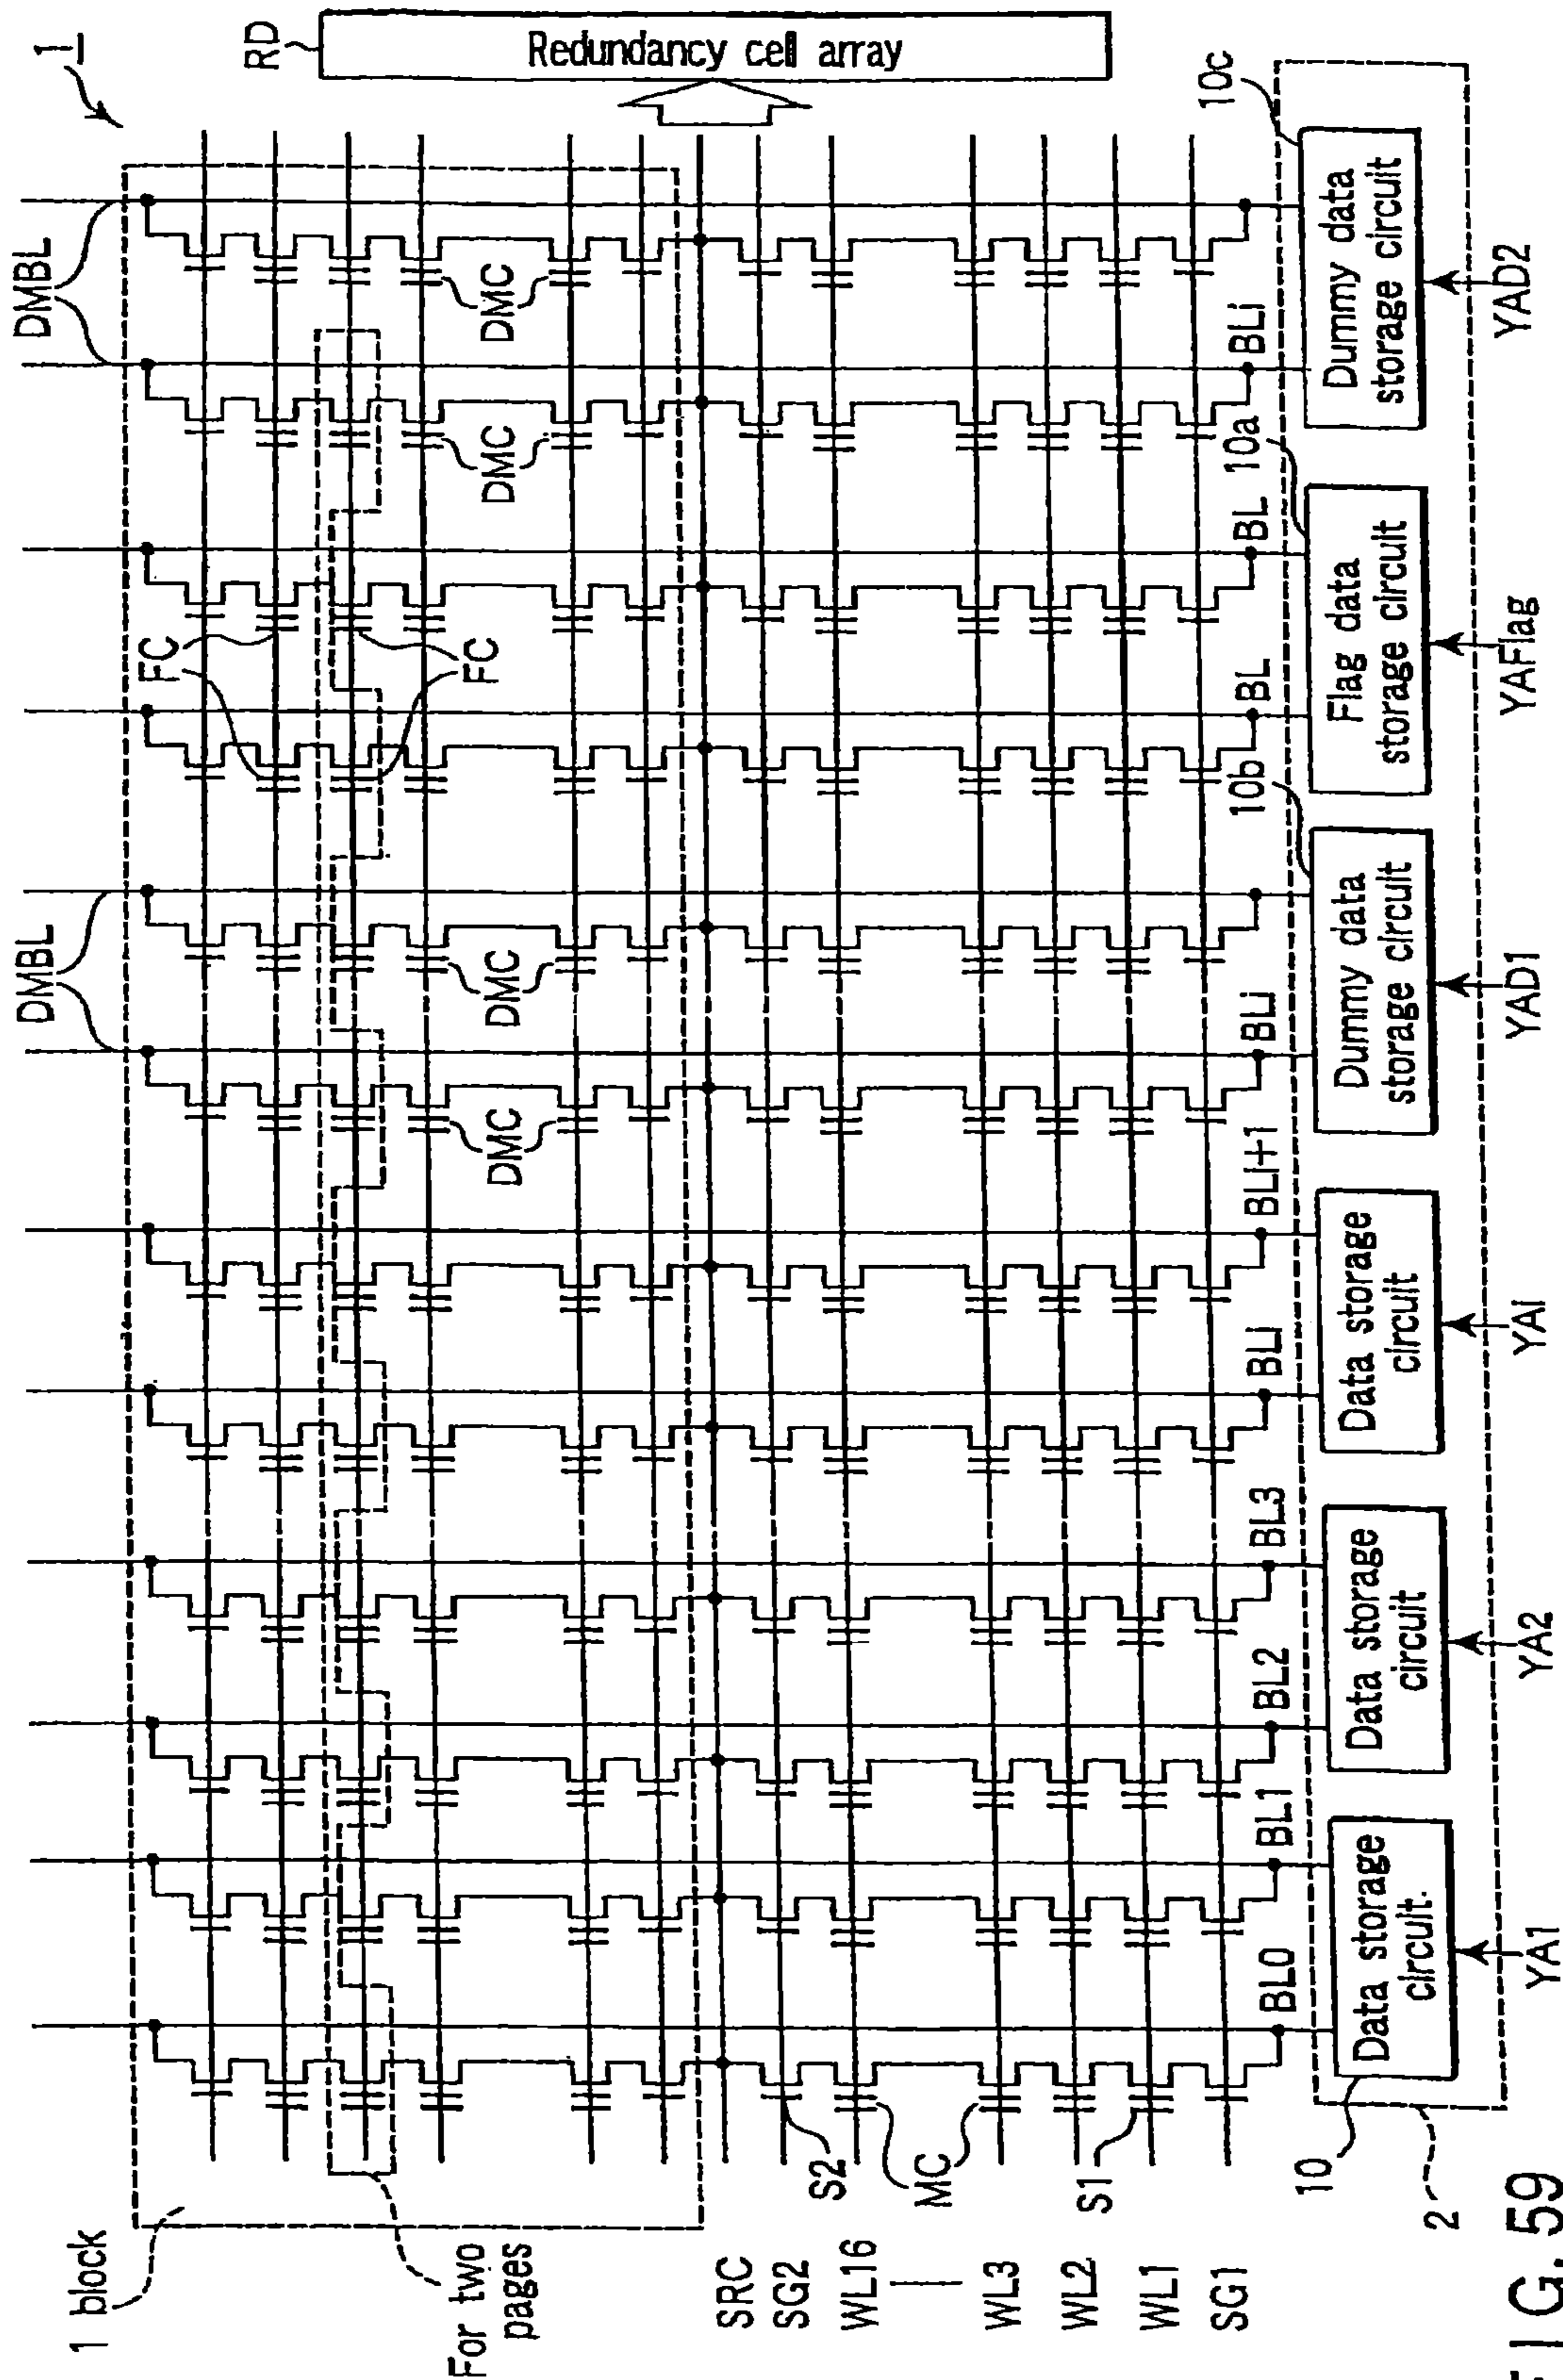 1
RD
Redundancy cell array
1 block
For two
pages
DMBL
DMBL
FC
FC
DMC
DMC
DMC
DMC
SRC
SG2
WL16
WL3
WL2
WL1
SG1
S2
MC
S1
BL0
BL1
BL2
BL3
BLi
BLi+1
BLi
BL
BL
BLi
10
10b
10a
10c
2
Data storage
circuit.
Data storage
circuit
Data storage
circuit
Dummy data
storage circuit
Flag data
storage circuit
Dummy data
storage circuit
YA1
YA2
YAi
YAD1
YAFlag
YAD2
FIG. 59